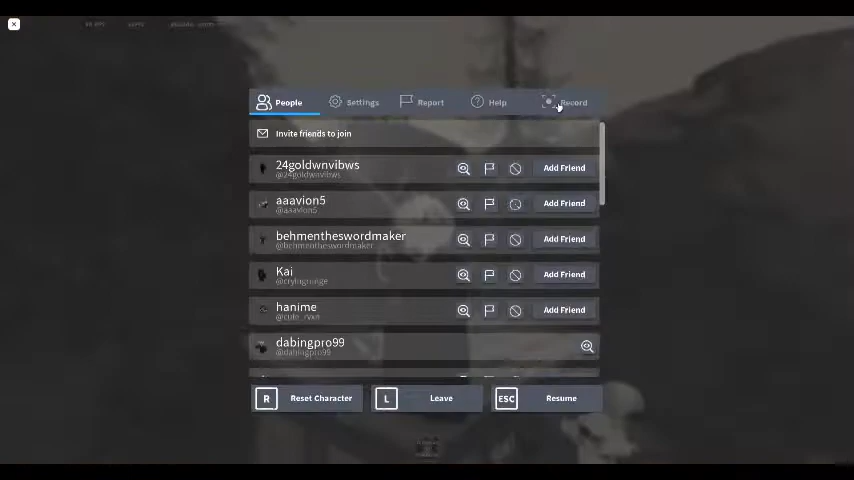 People
Settings
Report
Help
Record
Invite friends to join
24goldwnvibws
@24goldwnvibws
Add Friend
aaavion5
@aaavion5
Add Friend
behmentheswordmaker
@behmentheswordmaker
Add Friend
Kai
Add Friend
hanime
Add Friend
dabingpro99
@dabingpro99
R Reset Character
L Leave
ESC Resume